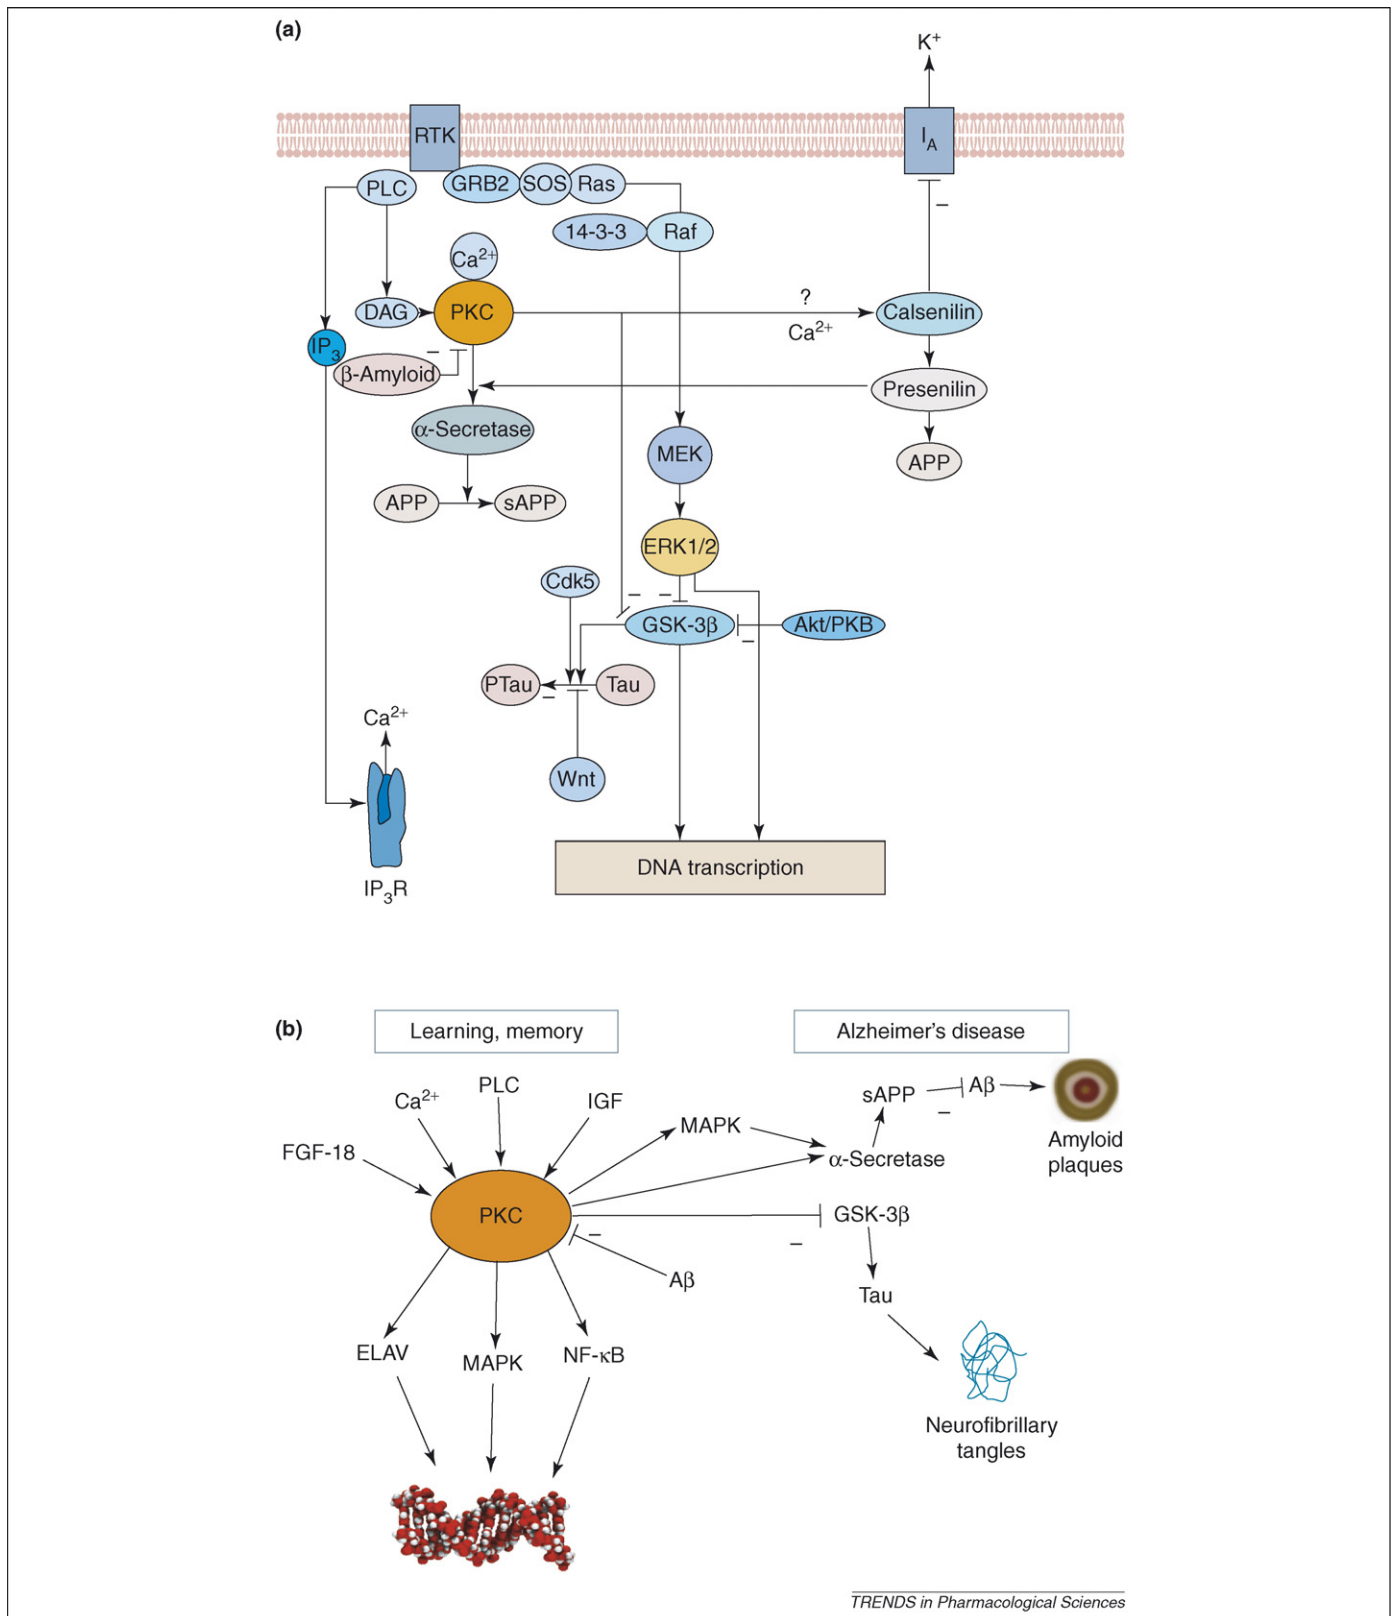 (a)
K⁺
RTK
I_A
PLC
GRB2
SOS
Ras
–
14-3-3
Raf
Ca²⁺
DAG
PKC
?
Ca²⁺
Calsenilin
IP₃
–
β-Amyloid
Presenilin
α-Secretase
MEK
APP
APP
sAPP
ERK1/2
Cdk5
–
–
GSK-3β
Akt/PKB
–
PTau
–
Tau
Ca²⁺
Wnt
DNA transcription
IP₃R
(b)
Learning, memory
Alzheimer's disease
PLC
Ca²⁺
IGF
FGF-18
PKC
MAPK
sAPP
–
Aβ
α-Secretase
Amyloid
plaques
GSK-3β
–
–
Aβ
Tau
ELAV
MAPK
NF-κB
Neurofibrillary
tangles
TRENDS in Pharmacological Sciences